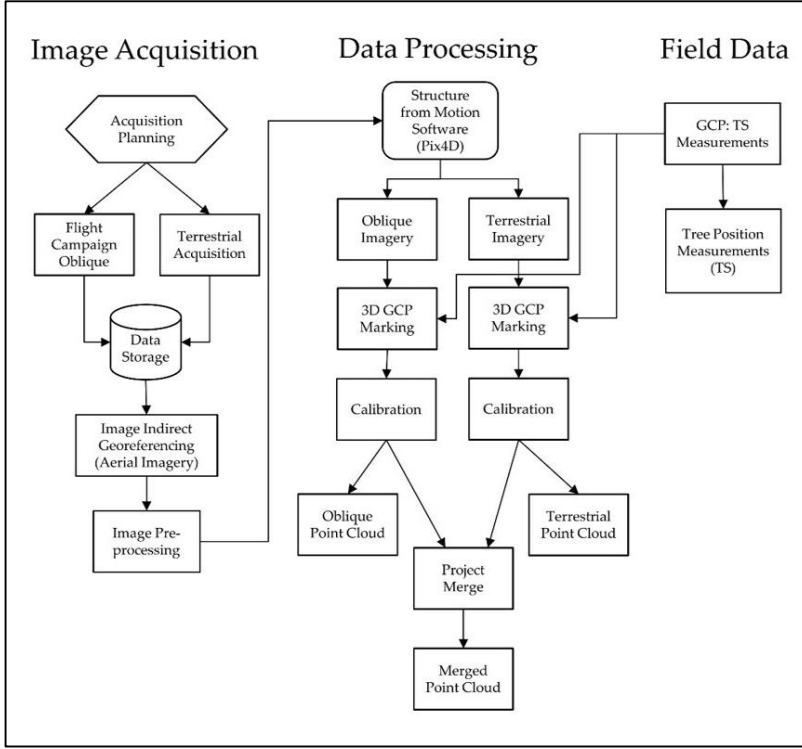 Image Acquisition
Acquisition
Planning
Flight
Campaign
Oblique
Terrestrial
Acquisition
Data
Storage
Image Indirect
Georeferencing
(Aerial Imagery)
Image Pre-
processing
Data Processing
Structure
from Motion
Software
(Pix4D)
Oblique
Imagery
Terrestrial
Imagery
3D GCP
Marking
3D GCP
Marking
Calibration
Calibration
Oblique
Point Cloud
Terrestrial
Point Cloud
Project
Merge
Merged
Point Cloud
Field Data
GCP: TS
Measurements
Tree Position
Measurements
(TS)